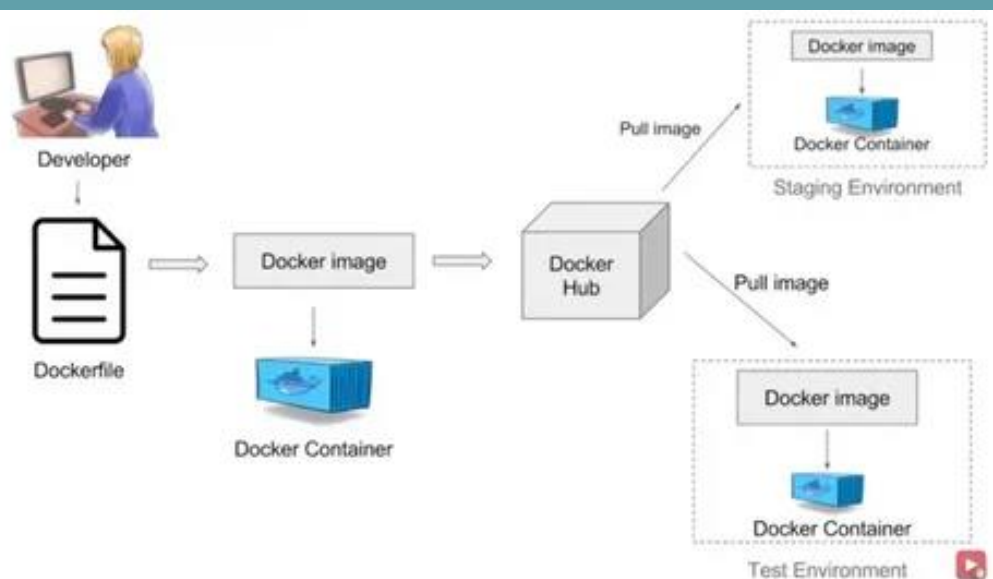 Developer
Dockerfile
Docker image
Docker Container
Docker
Hub
Pull image
Docker image
Docker Container
Staging Environment
Pull image
Docker image
Docker Container
Test Environment